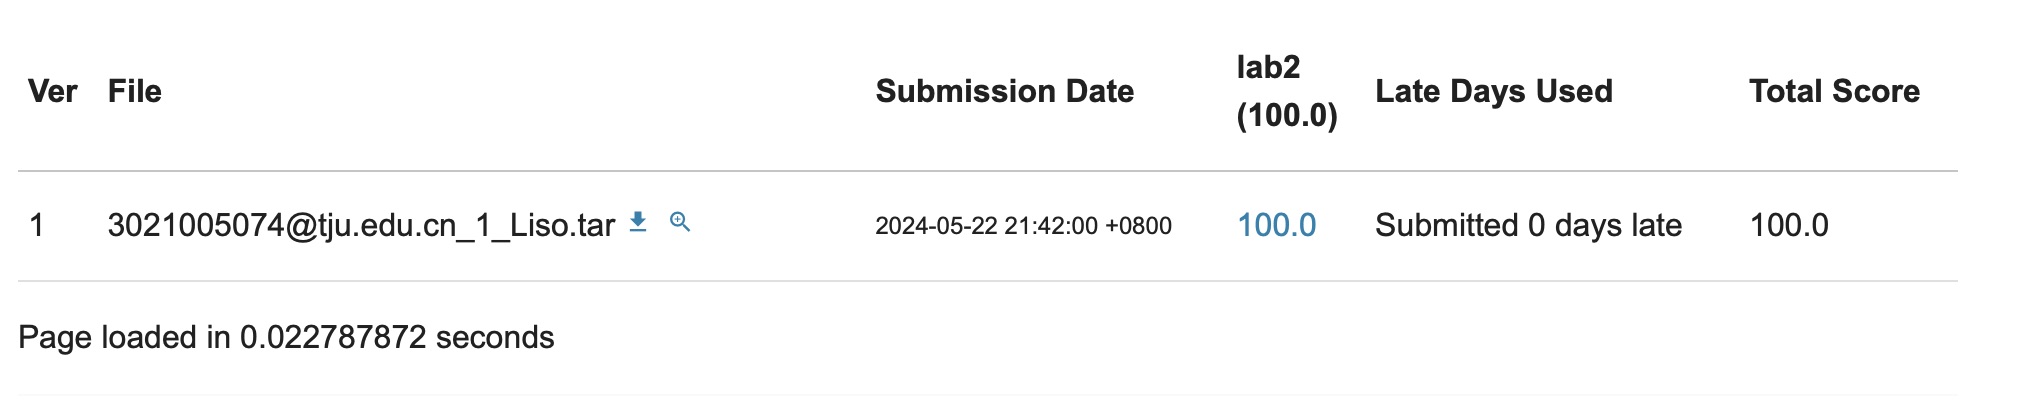 Ver File Submission Date lab2 (100.0) Late Days Used Total Score
1 3021005074@tju.edu.cn_1_Liso.tar 2024-05-22 21:42:00 +0800 100.0 Submitted 0 days late 100.0
Page loaded in 0.022787872 seconds